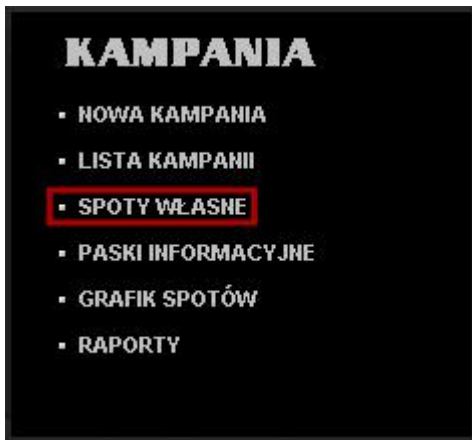 KAMPANIA
▪ NOWA KAMPANIA
▪ LISTA KAMPANII
▪ SPOTY WŁASNE
▪ PASKI INFORMACYJNE
▪ GRAFIK SPOTÓW
▪ RAPORTY